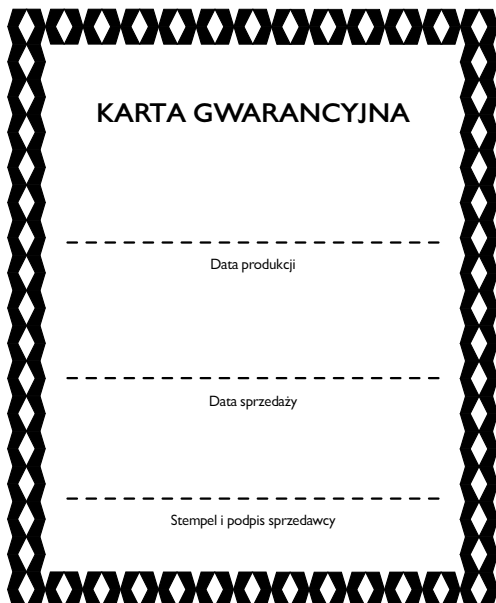 KARTA GWARANCYJNA
Data produkcji
Data sprzedaży
Stempel i podpis sprzedawcy